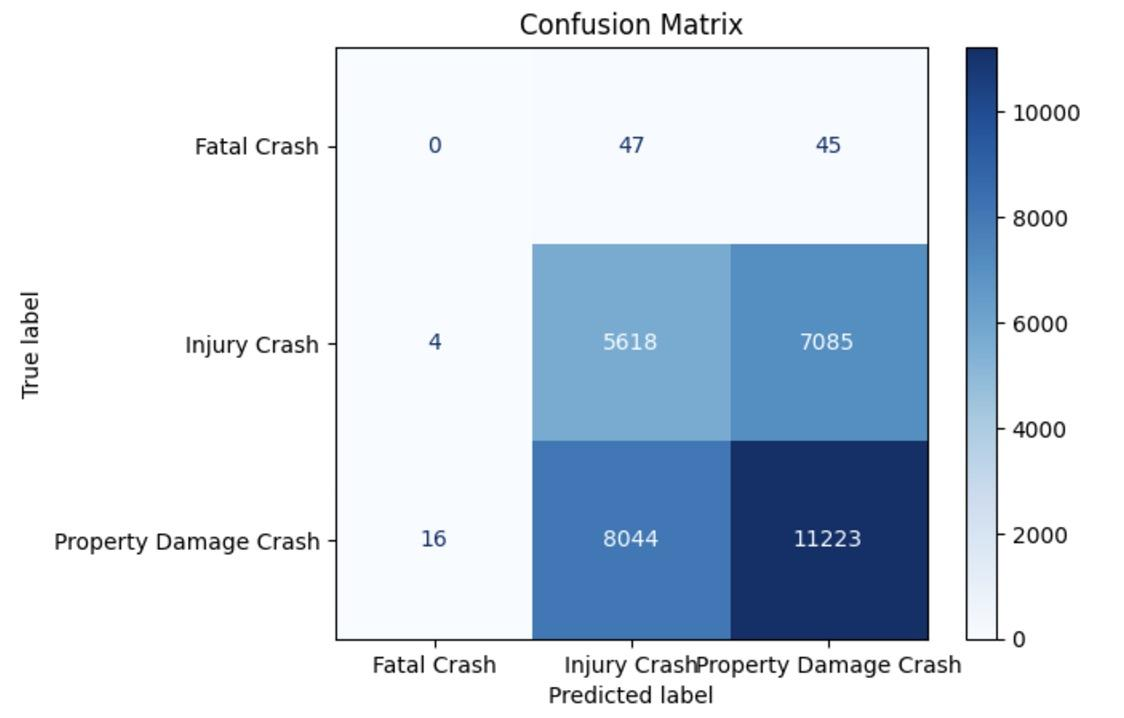 Confusion Matrix
Fatal Crash 0 47 45
Injury Crash 4 5618 7085
Property Damage Crash 16 8044 11223
Fatal Crash Injury Crash Property Damage Crash
Predicted label
True label
10000
8000
6000
4000
2000
0